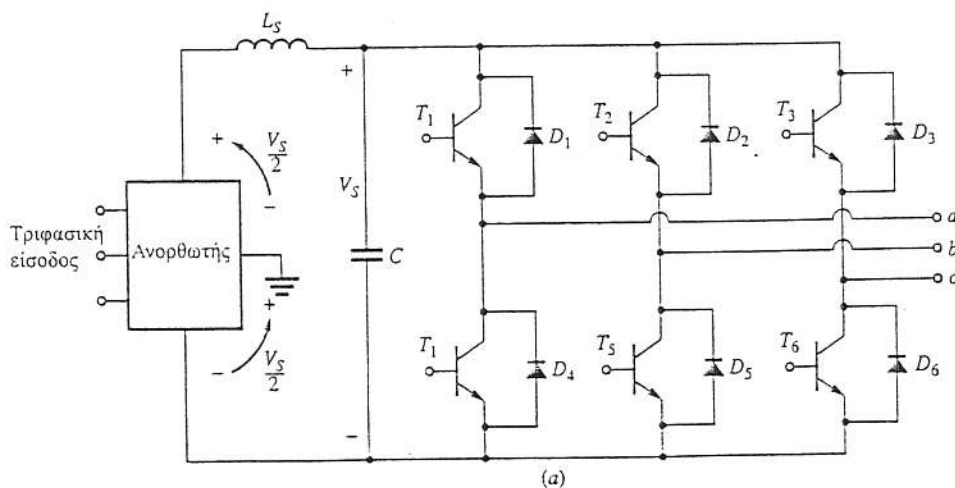 L_S
+
T_1
D_1
T_2
D_2
T_3
D_3
+
V_S
2
−
V_S
a
b
c
Τριφασική
είσοδος
Ανορθωτής
C
+
V_S
2
−
T_1
D_4
T_5
D_5
T_6
D_6
−
(a)